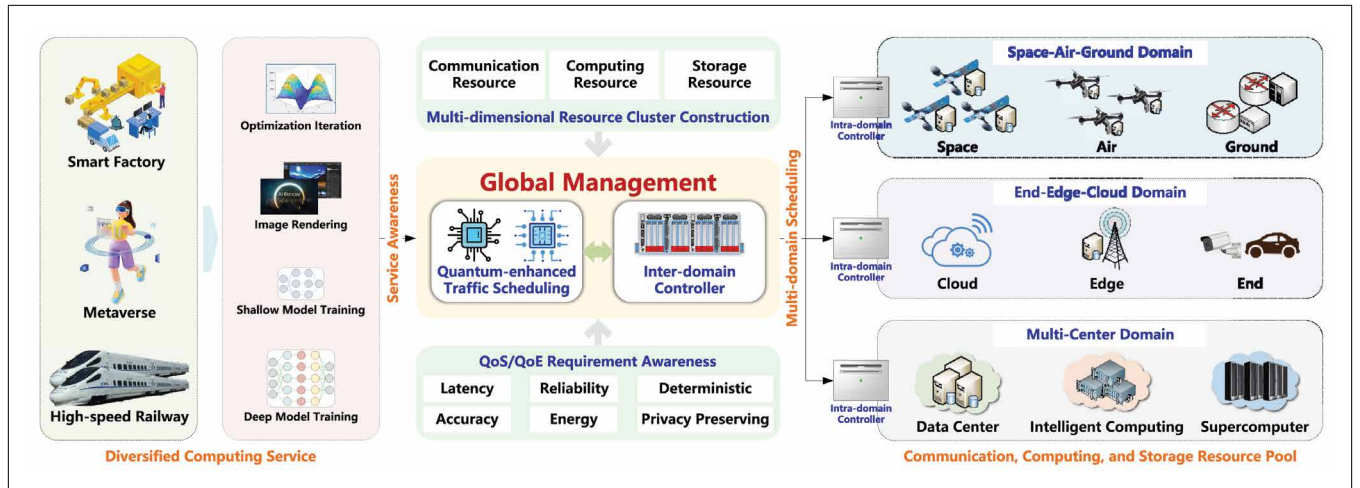 Smart Factory
Metaverse
High-speed Railway
Optimization Iteration
Image Rendering
Shallow Model Training
Deep Model Training
Diversified Computing Service
Service Awareness
Communication
Resource
Computing
Resource
Storage
Resource
Multi-dimensional Resource Cluster Construction
Global Management
Quantum-enhanced
Traffic Scheduling
Inter-domain
Controller
QoS/QoE Requirement Awareness
Latency
Reliability
Deterministic
Accuracy
Energy
Privacy Preserving
Multi-domain Scheduling
Intra-domain
Controller
Space-Air-Ground Domain
Space
Air
Ground
Intra-domain
Controller
End-Edge-Cloud Domain
Cloud
Edge
End
Intra-domain
Controller
Multi-Center Domain
Data Center
Intelligent Computing
Supercomputer
Communication, Computing, and Storage Resource Pool